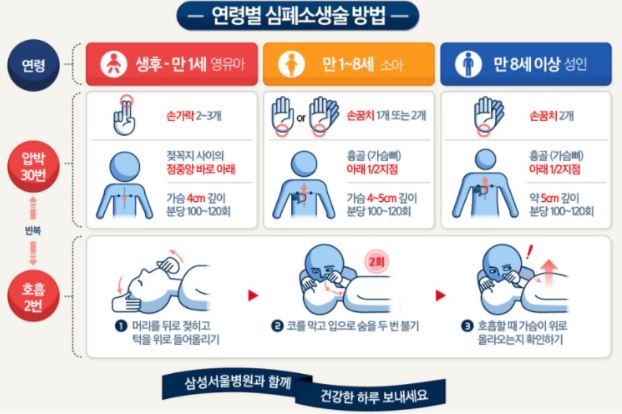 연령별 심폐소생술 방법
연령
생후 - 만 1세 영유아
만 1~8세 소아
만 8세 이상 성인
압박
30번
손가락 2~3개
or
손꿈치 1개 또는 2개
손꿈치 2개
젖꼭지 사이의
정중앙 바로 아래
흉골 (가슴뼈)
아래 1/2지점
흉골 (가슴뼈)
아래 1/2지점
가슴 4cm 깊이
분당 100~120회
가슴 4~5cm 깊이
분당 100~120회
약 5cm 깊이
분당 100~120회
반복
호흡
2번
2회
!
1 머리를 뒤로 젖히고
턱을 위로 들어올리기
2 코를 막고 입으로 숨을 두 번 불기
3 호흡할 때 가슴이 위로
올라오는지 확인하기
삼성서울병원과 함께
건강한 하루 보내세요